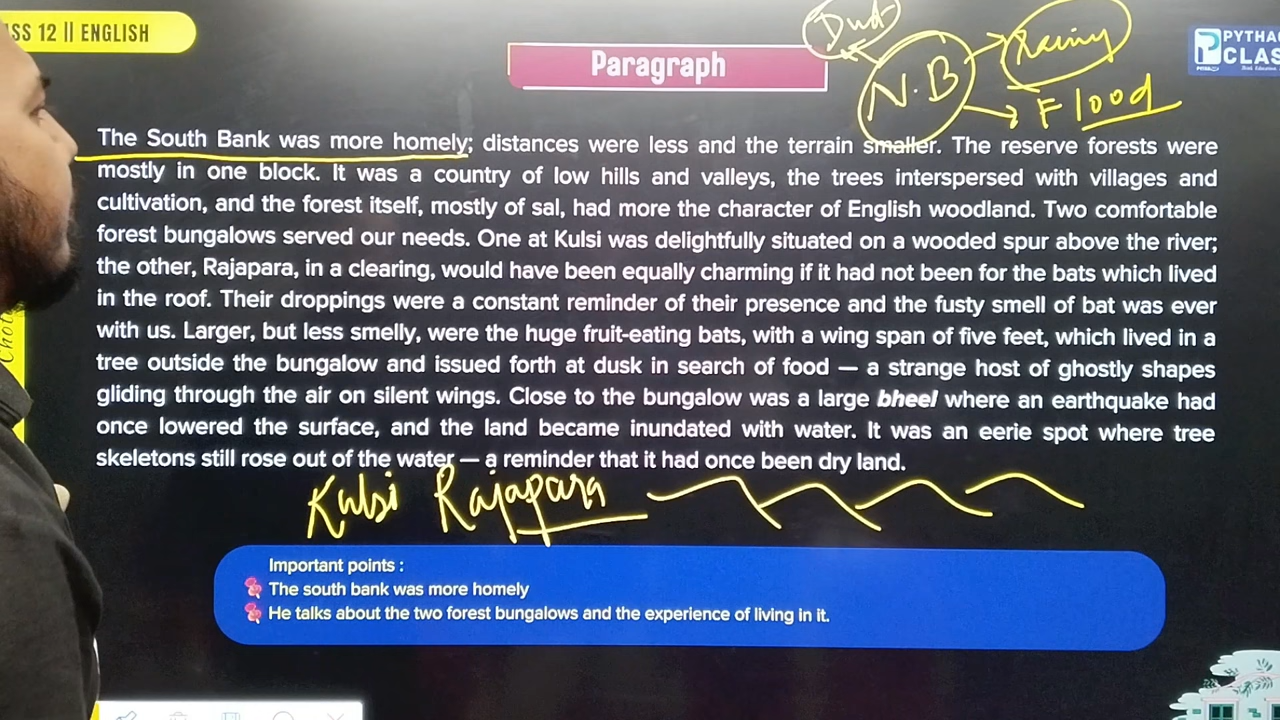 SS 12 || ENGLISH
Dust
Rainy
N.B
Flood
PYTHA
CLAS
Paragraph
The South Bank was more homely; distances were less and the terrain smaller. The reserve forests were
mostly in one block. It was a country of low hills and valleys, the trees interspersed with villages and
cultivation, and the forest itself, mostly of sal, had more the character of English woodland. Two comfortable
forest bungalows served our needs. One at Kulsi was delightfully situated on a wooded spur above the river;
the other, Rajapara, in a clearing, would have been equally charming if it had not been for the bats which lived
in the roof. Their droppings were a constant reminder of their presence and the fusty smell of bat was ever
with us. Larger, but less smelly, were the huge fruit-eating bats, with a wing span of five feet, which lived in a
tree outside the bungalow and issued forth at dusk in search of food — a strange host of ghostly shapes
gliding through the air on silent wings. Close to the bungalow was a large bheel where an earthquake had
once lowered the surface, and the land became inundated with water. It was an eerie spot where tree
skeletons still rose out of the water — a reminder that it had once been dry land.
Kulsi Rajapara
Important points :
The south bank was more homely
He talks about the two forest bungalows and the experience of living in it.